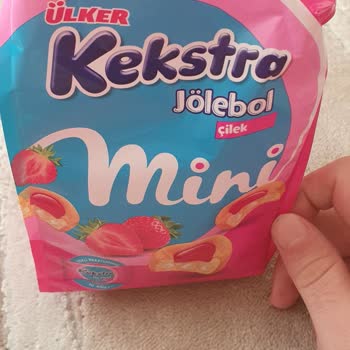 ÜLKER
Kekstra
Jölebol
Çilek
mini